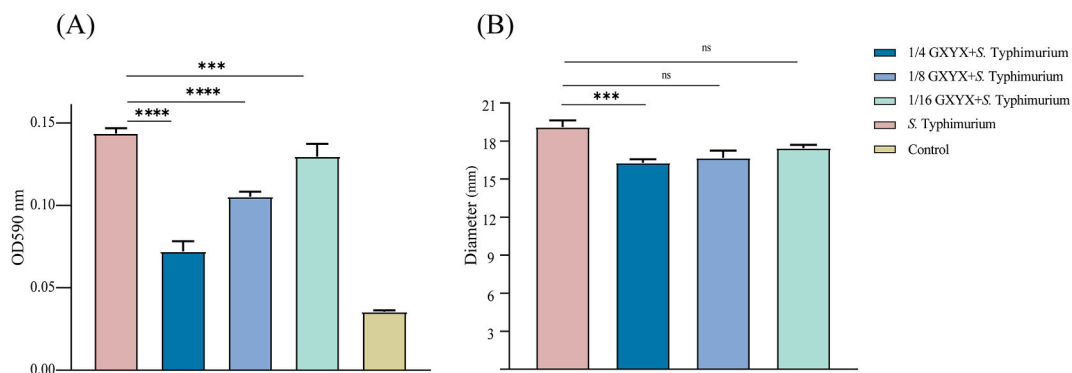 (A)
***
****
****
OD590 nm
0.15
0.10
0.05
0.00
(B)
ns
ns
***
Diameter (mm)
21
18
15
12
9
6
3
1/4 GXYX+S. Typhimurium
1/8 GXYX+S. Typhimurium
1/16 GXYX+S. Typhimurium
S. Typhimurium
Control